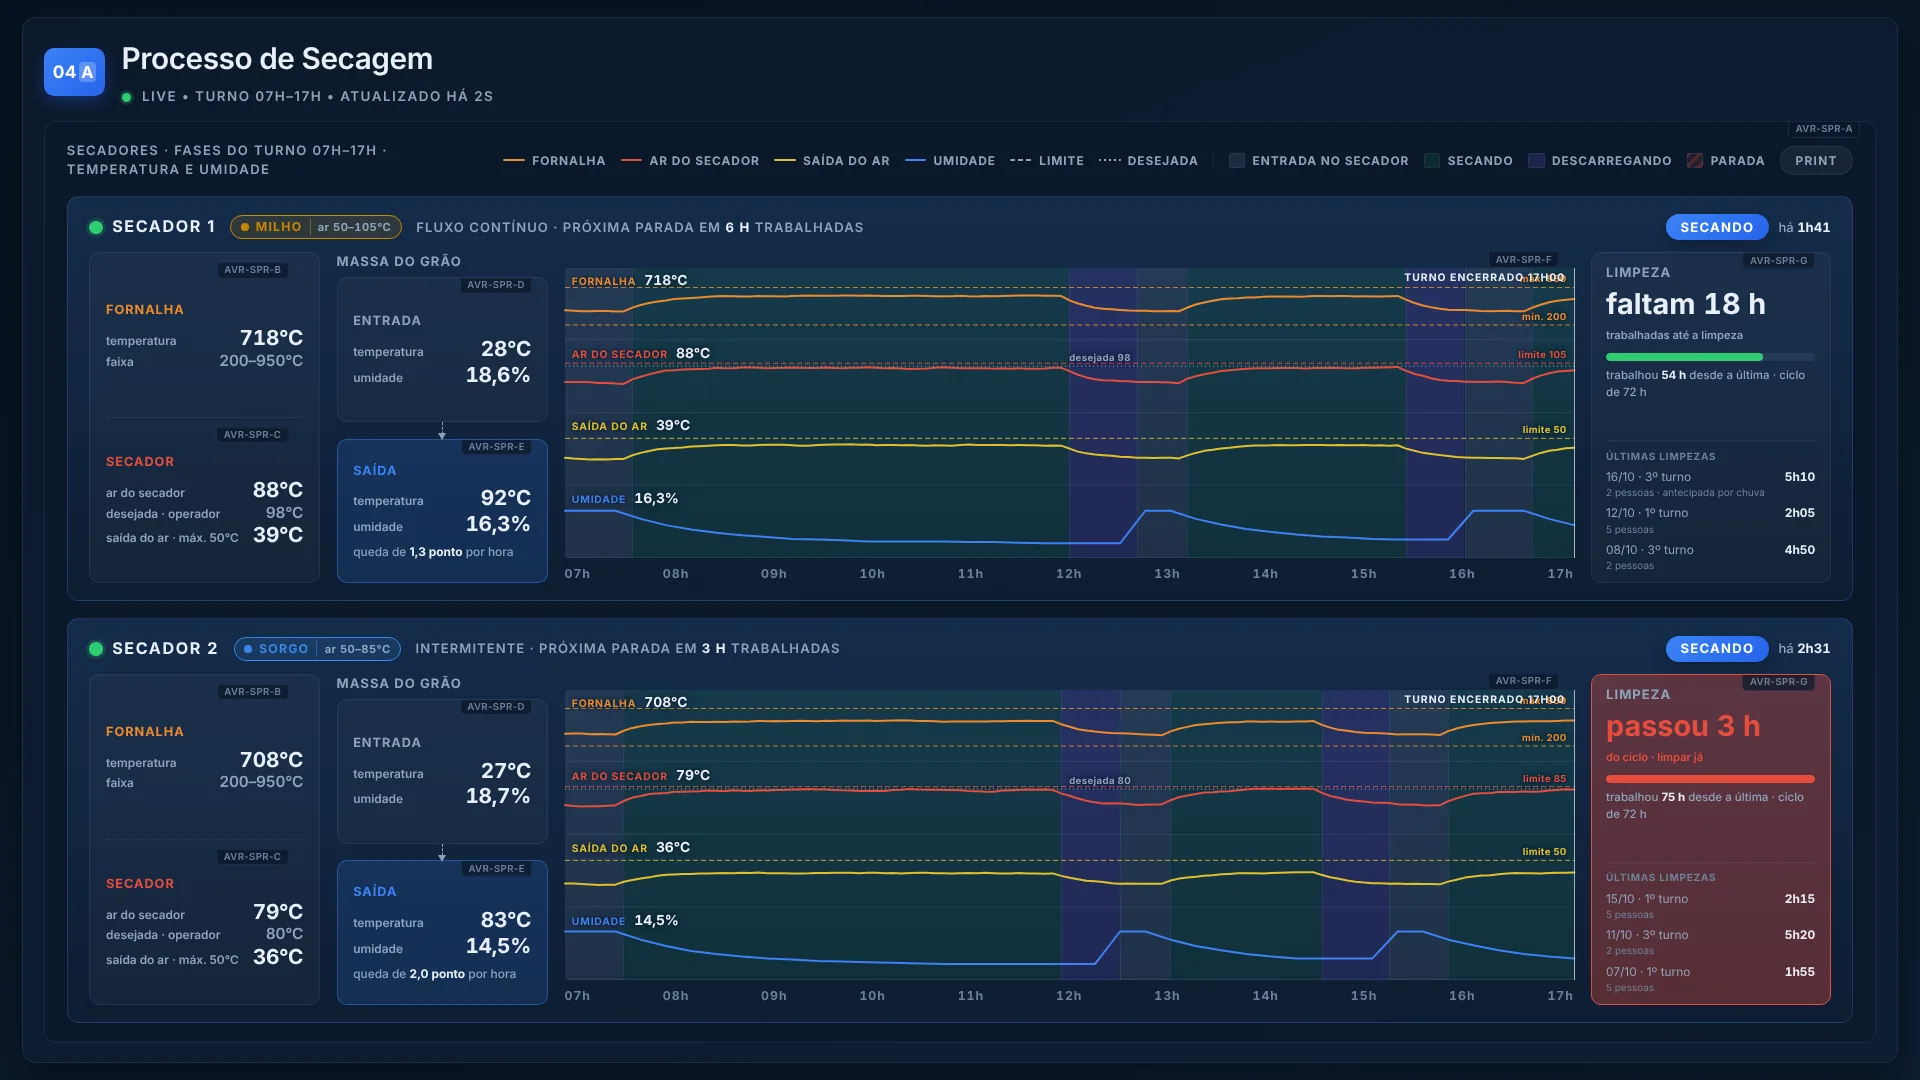 04 A
Processo de Secagem
LIVE • TURNO 07H–17H • ATUALIZADO HÁ 2S
AVR-SPR-A
SECADORES · FASES DO TURNO 07H–17H ·
TEMPERATURA E UMIDADE
FORNALHA AR DO SECADOR SAÍDA DO AR UMIDADE LIMITE DESEJADA ENTRADA NO SECADOR SECANDO DESCARREGANDO PARADA PRINT
SECADOR 1 MILHO ar 50–105°C FLUXO CONTÍNUO · PRÓXIMA PARADA EM 6 H TRABALHADAS SECANDO há 1h41
AVR-SPR-B
FORNALHA
temperatura 718°C
faixa 200–950°C
AVR-SPR-C
SECADOR
ar do secador 88°C
desejada · operador 98°C
saída do ar · máx. 50°C 39°C
MASSA DO GRÃO
AVR-SPR-D
ENTRADA
temperatura 28°C
umidade 18,6%
AVR-SPR-E
SAÍDA
temperatura 92°C
umidade 16,3%
queda de 1,3 ponto por hora
AVR-SPR-F
FORNALHA 718°C
TURNO ENCERRADO 17H00
mín. 200
AR DO SECADOR 88°C
desejada 98
limite 105
SAÍDA DO AR 39°C
limite 50
UMIDADE 16,3%
07h 08h 09h 10h 11h 12h 13h 14h 15h 16h 17h
AVR-SPR-G
LIMPEZA
faltam 18 h
trabalhadas até a limpeza
trabalhou 54 h desde a última · ciclo
de 72 h
ÚLTIMAS LIMPEZAS
16/10 · 3º turno 5h10
2 pessoas · antecipada por chuva
12/10 · 1º turno 2h05
5 pessoas
08/10 · 3º turno 4h50
2 pessoas
SECADOR 2 SORGO ar 50–85°C INTERMITENTE · PRÓXIMA PARADA EM 3 H TRABALHADAS SECANDO há 2h31
AVR-SPR-B
FORNALHA
temperatura 708°C
faixa 200–950°C
AVR-SPR-C
SECADOR
ar do secador 79°C
desejada · operador 80°C
saída do ar · máx. 50°C 36°C
MASSA DO GRÃO
AVR-SPR-D
ENTRADA
temperatura 27°C
umidade 18,7%
AVR-SPR-E
SAÍDA
temperatura 83°C
umidade 14,5%
queda de 2,0 ponto por hora
AVR-SPR-F
FORNALHA 708°C
TURNO ENCERRADO 17H00
mín. 200
AR DO SECADOR 79°C
desejada 80
limite 85
SAÍDA DO AR 36°C
limite 50
UMIDADE 14,5%
07h 08h 09h 10h 11h 12h 13h 14h 15h 16h 17h
AVR-SPR-G
LIMPEZA
passou 3 h
do ciclo · limpar já
trabalhou 75 h desde a última · ciclo
de 72 h
ÚLTIMAS LIMPEZAS
15/10 · 1º turno 2h15
5 pessoas
11/10 · 3º turno 5h20
2 pessoas
07/10 · 1º turno 1h55
5 pessoas